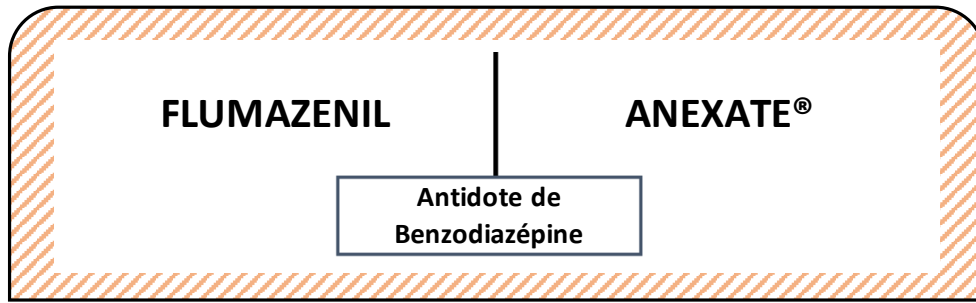 FLUMAZENIL
ANEXATE®
Antidote de
Benzodiazépine